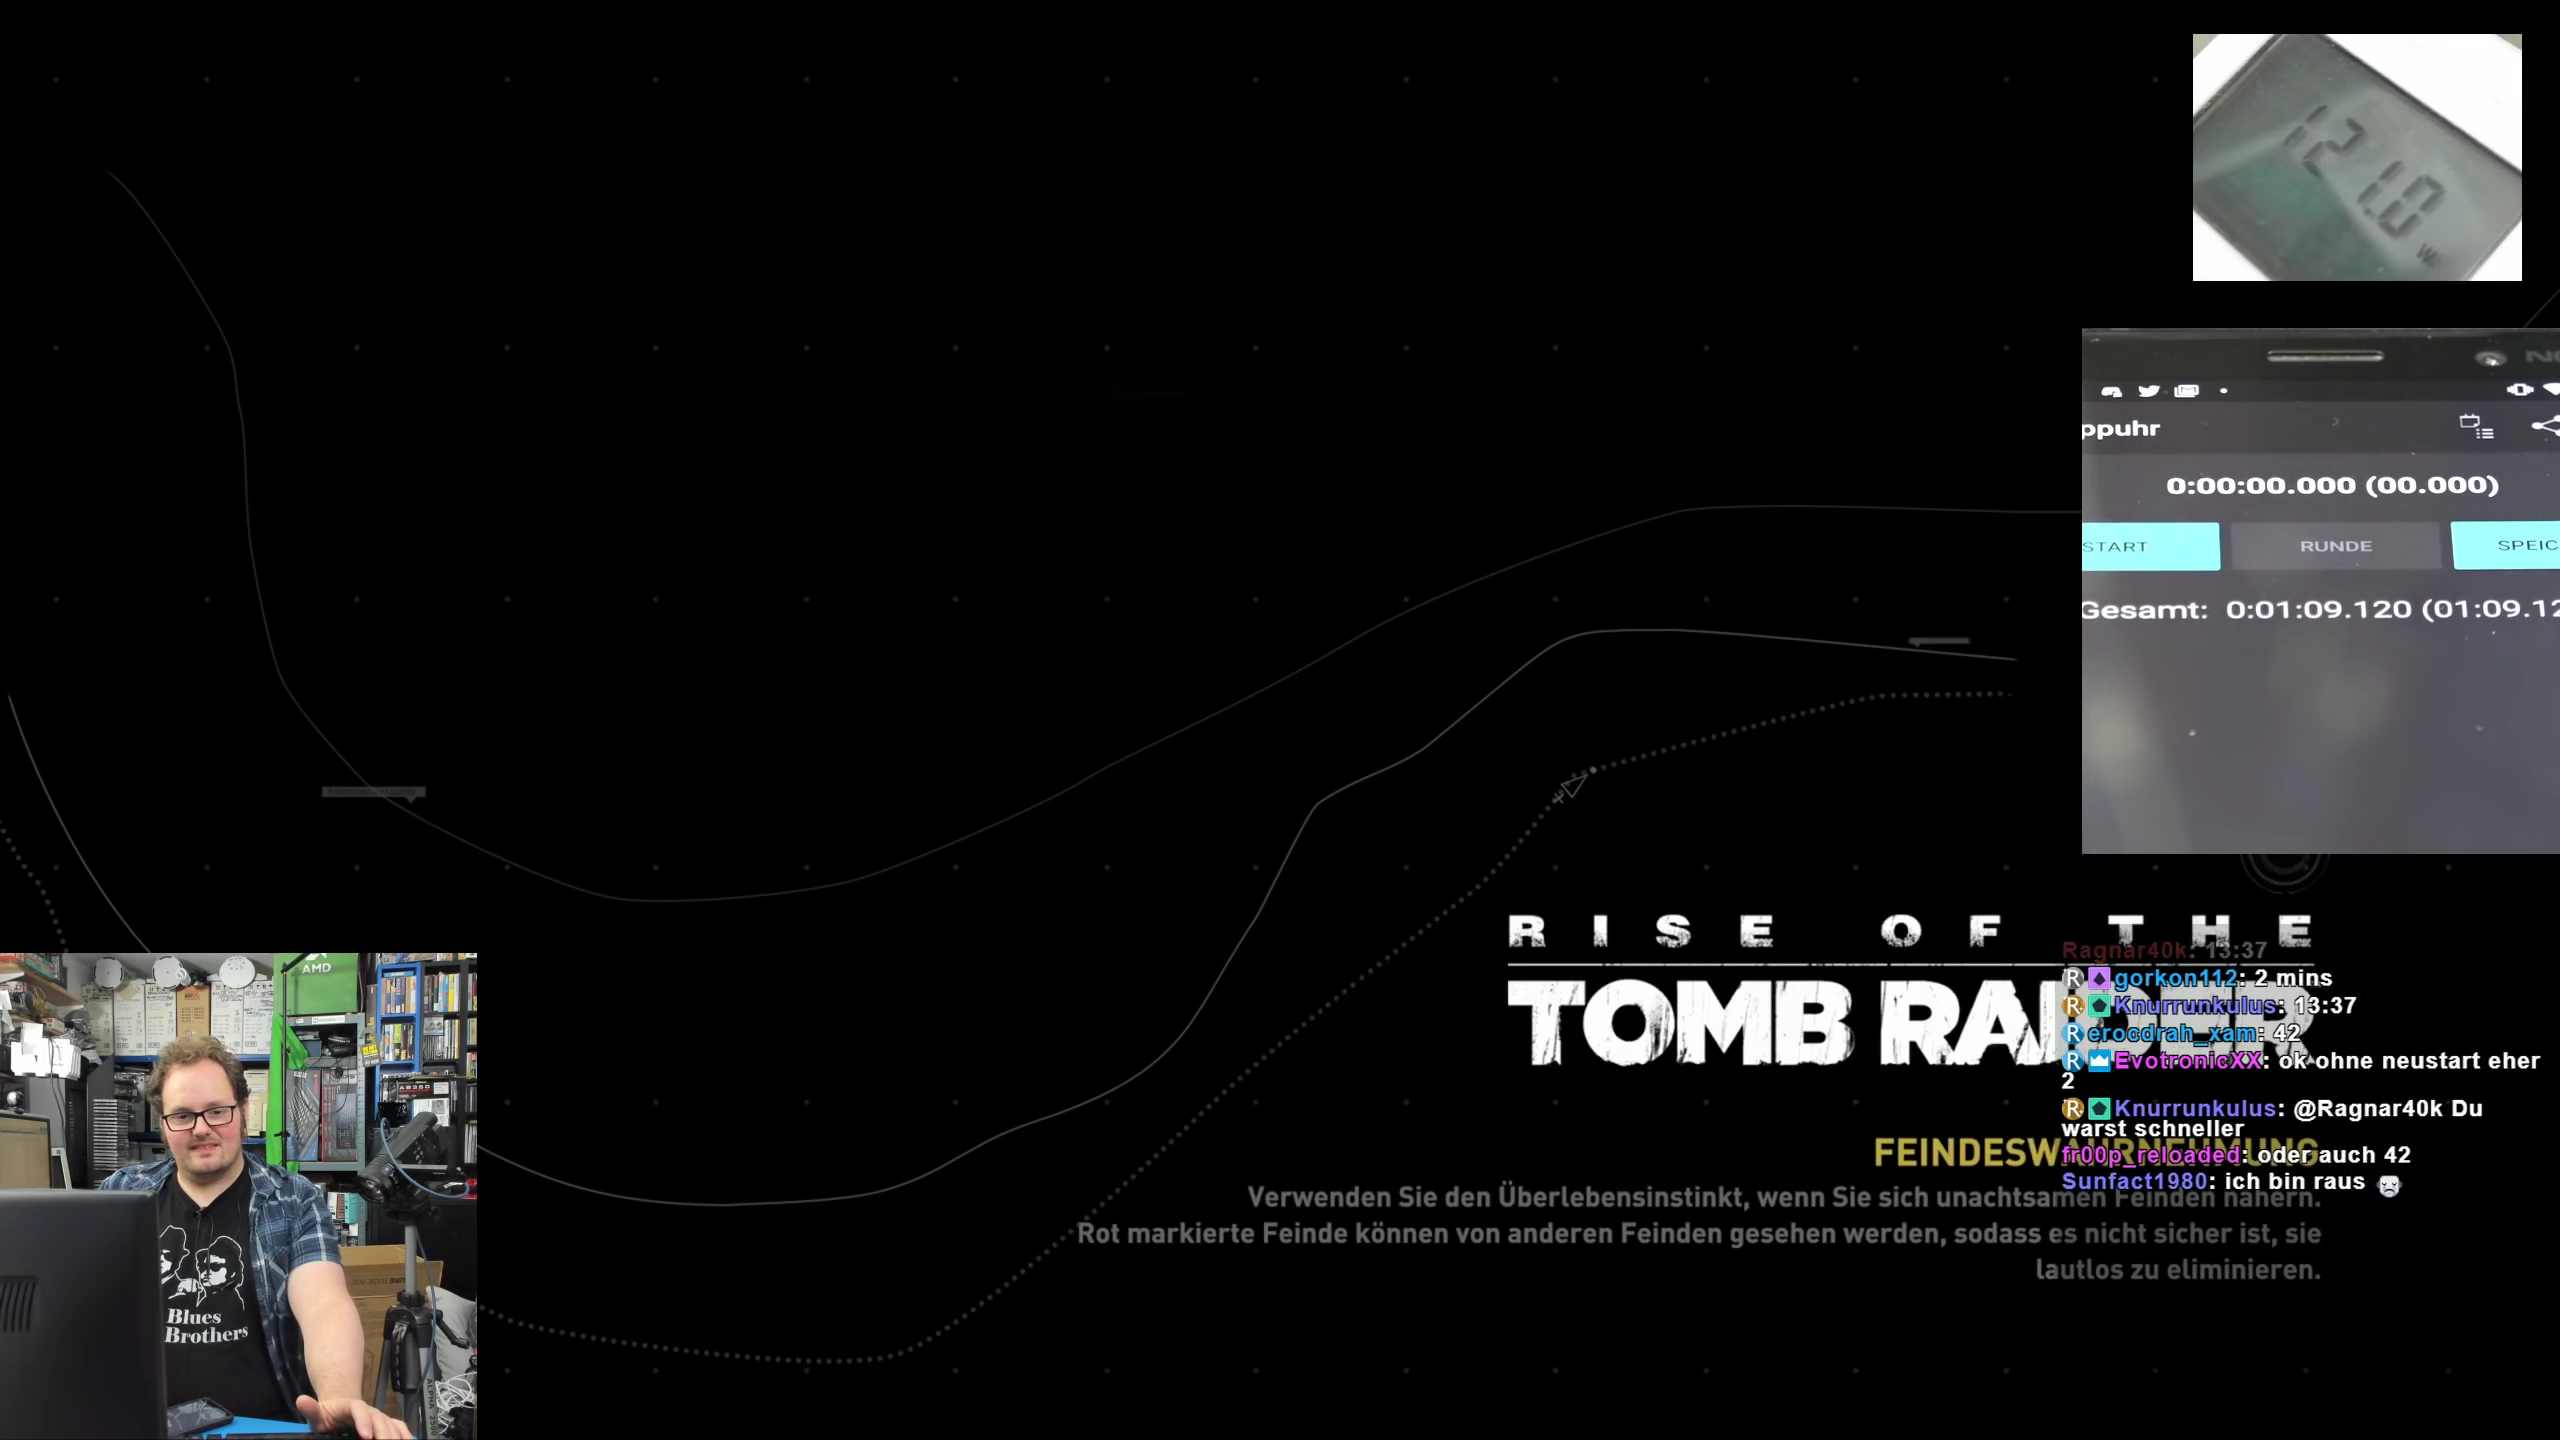 121.0
W
ppuhr
0:00:00.000 (00.000)
START
RUNDE
SPEIC
Gesamt: 0:01:09.120 (01:09.12
RISE OF THE
TOMB RAIDER
Ragnar40k: 13:37
gorkon112: 2 mins
Knurrunkulus: 13:37
erocdrah_xam: 42
EvotronicXX: ok ohne neustart eher
2
Knurrunkulus: @Ragnar40k Du
warst schneller
fr00p_reloaded: oder auch 42
Sunfact1980: ich bin raus
FEINDESWAHRNEHMUNG
Verwenden Sie den Überlebensinstinkt, wenn Sie sich unachtsamen Feinden nähern.
Rot markierte Feinde können von anderen Feinden gesehen werden, sodass es nicht sicher ist, sie
lautlos zu eliminieren.
AMD
Blues
Brothers